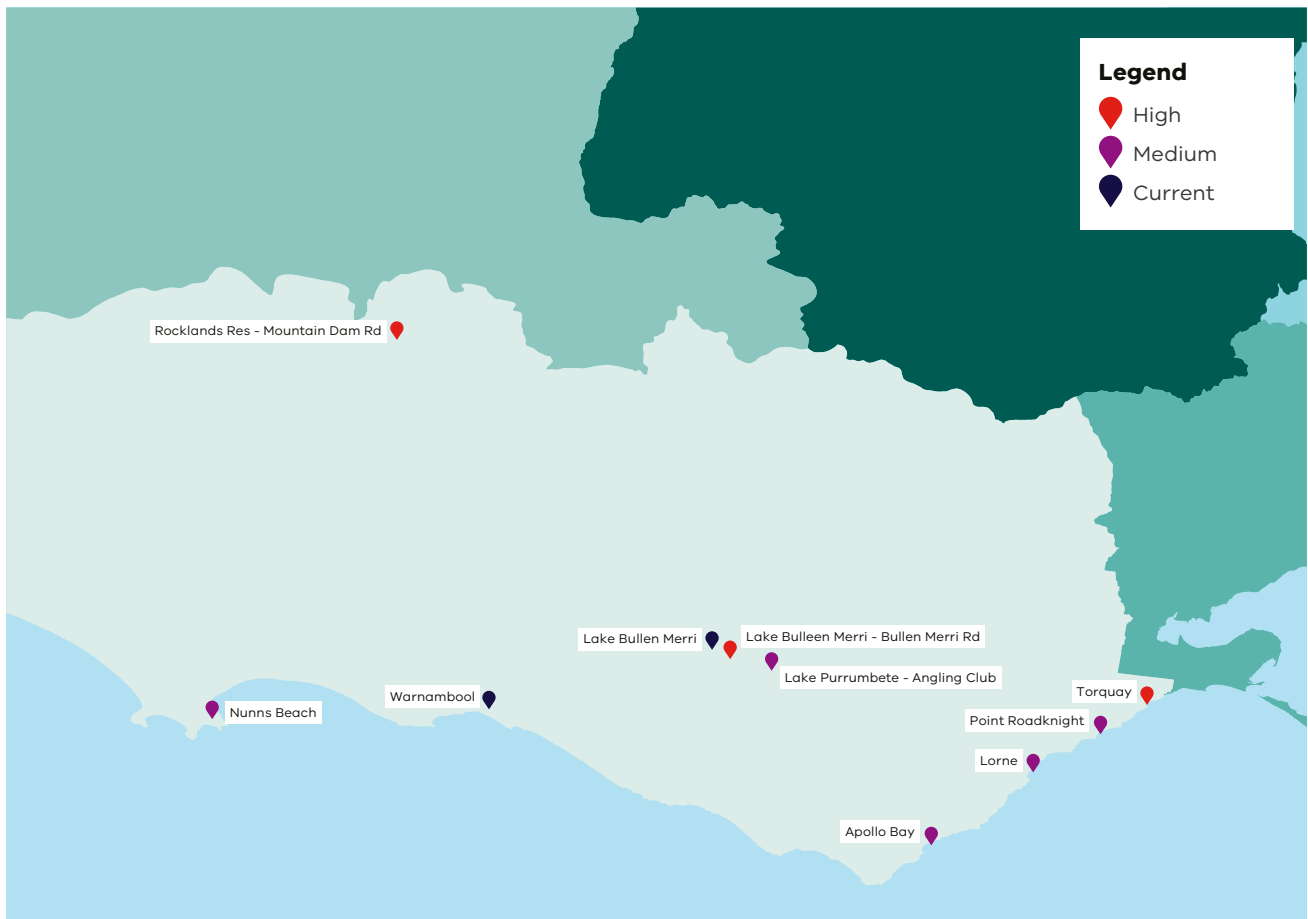 Legend
High
Medium
Current
Rocklands Res - Mountain Dam Rd
Lake Bullen Merri
Lake Bulleen Merri - Bullen Merri Rd
Lake Purrumbete - Angling Club
Warnambool
Nunns Beach
Torquay
Point Roadknight
Lorne
Apollo Bay